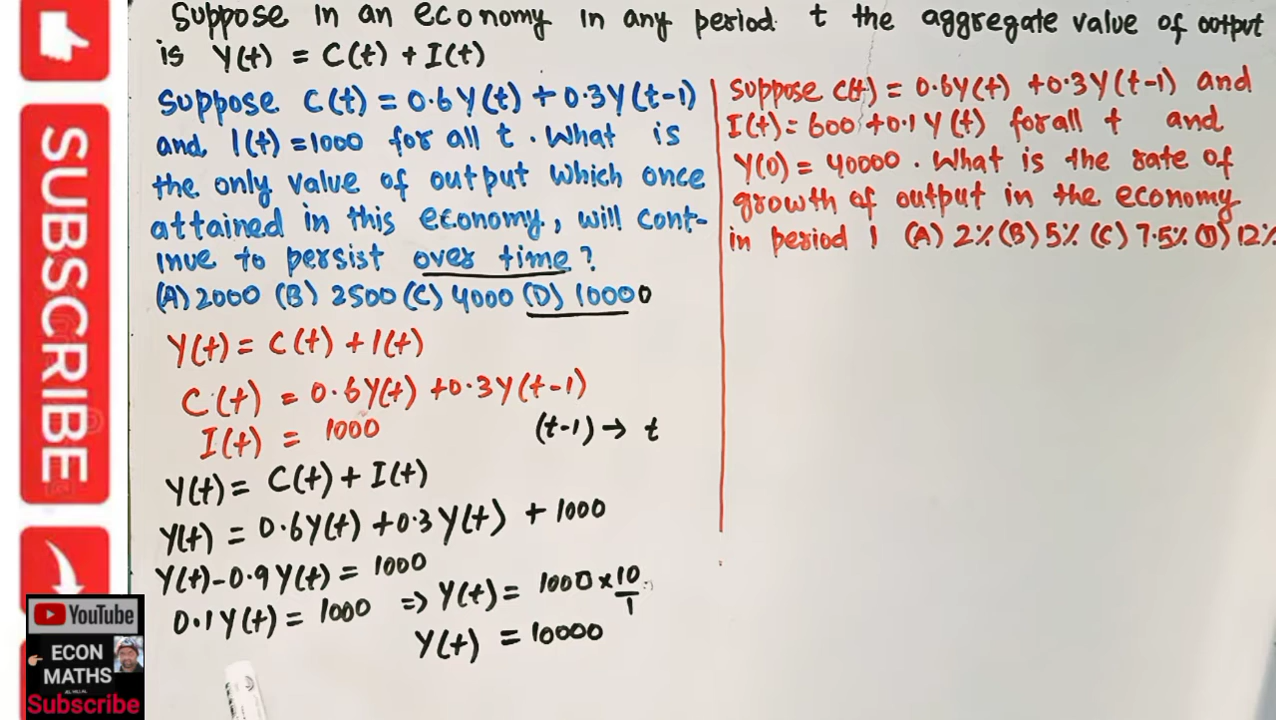 Suppose in an economy in any period t the aggregate value of output
is Y(t) = C(t) + I(t)
Suppose C(t) = 0.6Y(t) + 0.3Y(t-1)
and, I(t) = 1000 for all t. What is
the only value of output which once
attained in this economy, will cont-
inue to persist over time?
(A) 2000 (B) 2500 (C) 4000 (D) 10000
Y(t) = C(t) + I(t)
C(t) = 0.6Y(t) + 0.3Y(t-1)
I(t) = 1000 (t-1) → t
Y(t) = C(t) + I(t)
Y(t) = 0.6Y(t) + 0.3Y(t) + 1000
Y(t) - 0.9Y(t) = 1000
0.1Y(t) = 1000 => Y(t) = 1000 × 10/1
Y(t) = 10000
Suppose C(t) = 0.6Y(t) + 0.3Y(t-1) and
I(t) = 600 + 0.1Y(t) for all t and
Y(0) = 40000. What is the rate of
growth of output in the economy
in period 1 (A) 2% (B) 5% (C) 7.5% (D) 12%
SUBSCRIBE
YouTube
ECON
MATHS
Subscribe